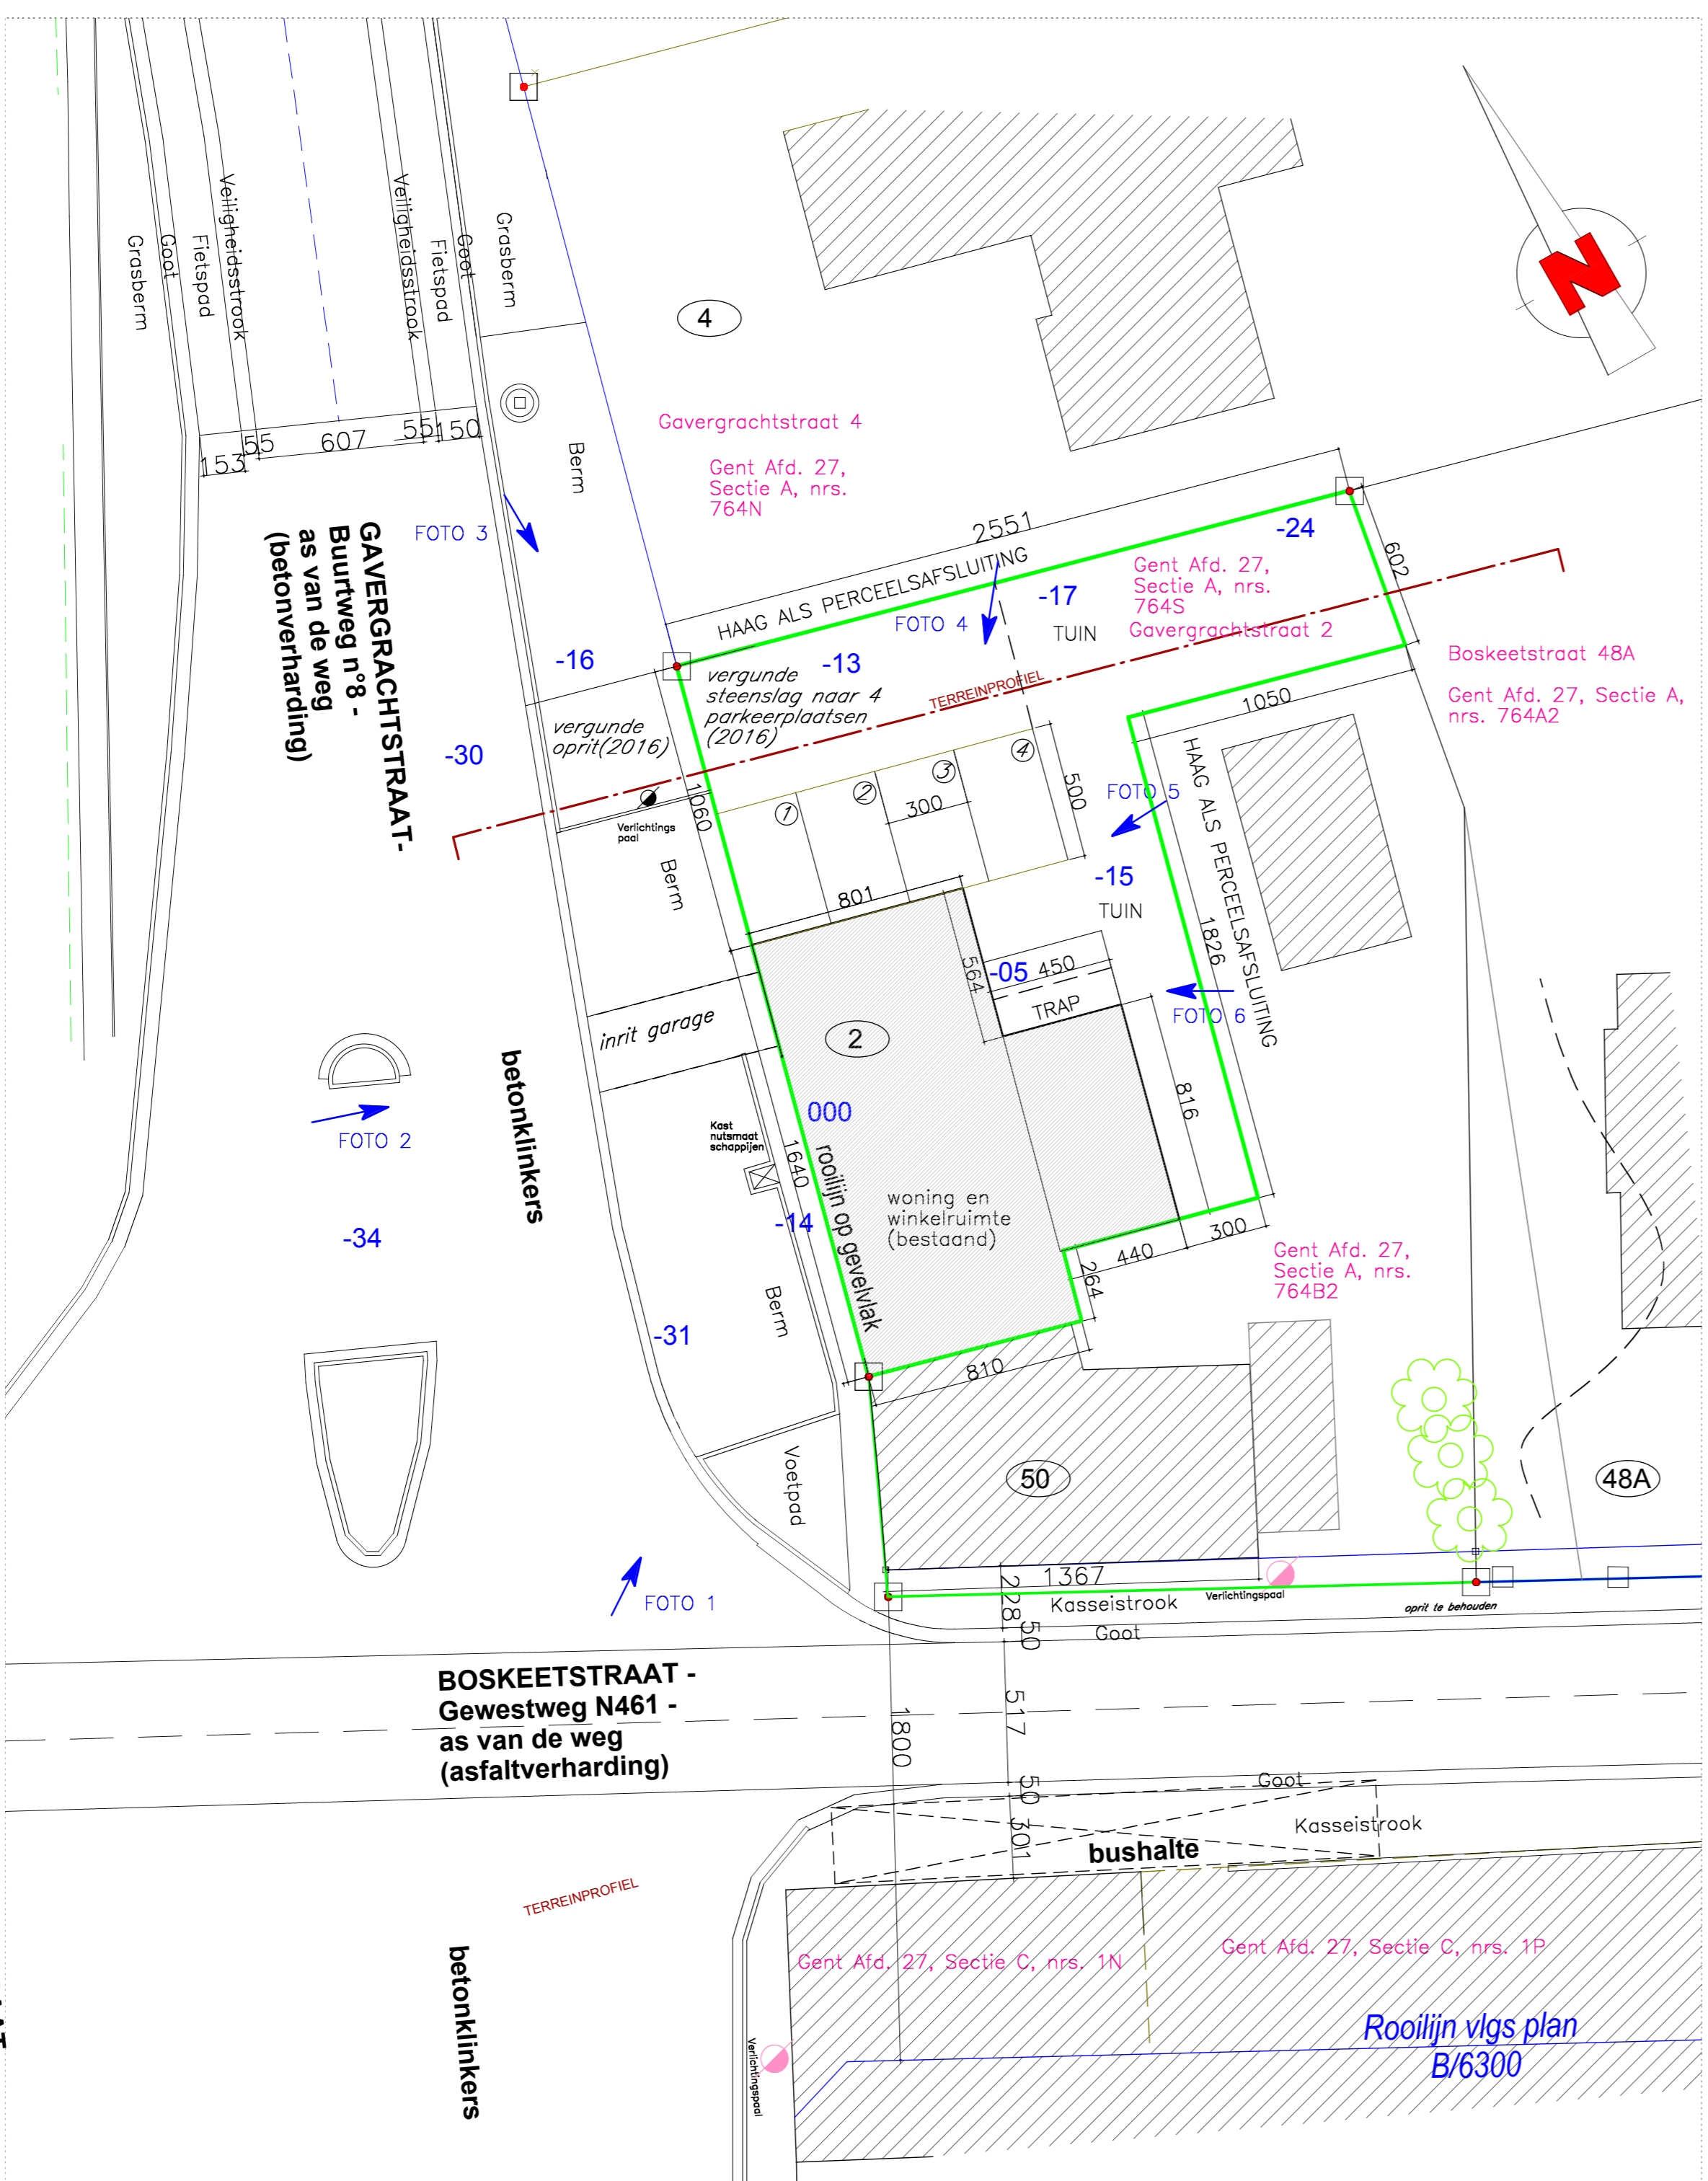 Grasberm
Goot
Fietspad
Veiligheidsstrook
Veiligheidsstrook
Fietspad
Goot
Grasberm
N
4
153
55
607
55
150
Berm
Gavergrachtstraat 4
Gent Afd. 27,
Sectie A, nrs.
764N
FOTO 3
GAVERGRACHTSTRAAT-
Buurtweg n°8 -
as van de weg
(betonverharding)
2551
HAAG ALS PERCEELSAFSLUITING
-24
602
Gent Afd. 27,
Sectie A, nrs.
764S
Gavergrachtstraat 2
-17
TUIN
FOTO 4
-13
-16
vergunde
steenslag naar 4
parkeerplaatsen
(2016)
TERREINPROFIEL
vergunde
oprit(2016)
-30
Boskeetstraat 48A
Gent Afd. 27, Sectie A,
nrs. 764A2
1050
HAAG ALS PERCEELSAFSLUITING
1826
1060
Verlichtings
paal
1
2
3
4
300
500
FOTO 5
Berm
801
-15
TUIN
564
-05
450
TRAP
FOTO 6
816
inrit garage
2
betonklinkers
000
FOTO 2
Kast
nutsmaat
schappijen
1640
rooilijn op gevelvlak
woning en
winkelruimte
(bestaand)
-14
-34
440
300
264
Gent Afd. 27,
Sectie A, nrs.
764B2
Berm
-31
810
Voetpad
50
48A
FOTO 1
1367
228
Kasseistrook
Verlichtingspaal
oprit te behouden
50
Goot
BOSKEETSTRAAT -
Gewestweg N461 -
as van de weg
(asfaltverharding)
1800
517
50
Goot
301
Kasseistrook
bushalte
TERREINPROFIEL
betonklinkers
Gent Afd. 27, Sectie C, nrs. 1N
Gent Afd. 27, Sectie C, nrs. 1P
Rooilijn vlgs plan
B/6300
Verlichtingspaal